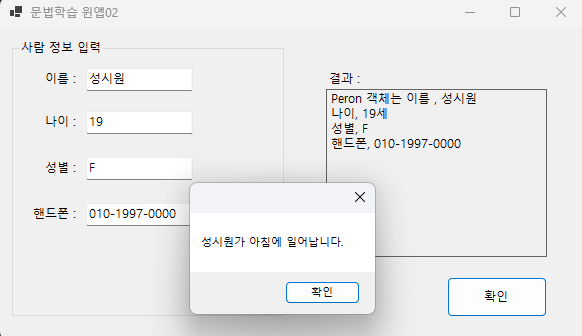 문법학습 윈앱02
사람 정보 입력
이름 : 성시원
나이 : 19
성별 : F
핸드폰 : 010-1997-0000
결과 :
Peron 객체는 이름 , 성시원
나이, 19세
성별, F
핸드폰, 010-1997-0000
성시원가 아침에 일어납니다.
확인
확인